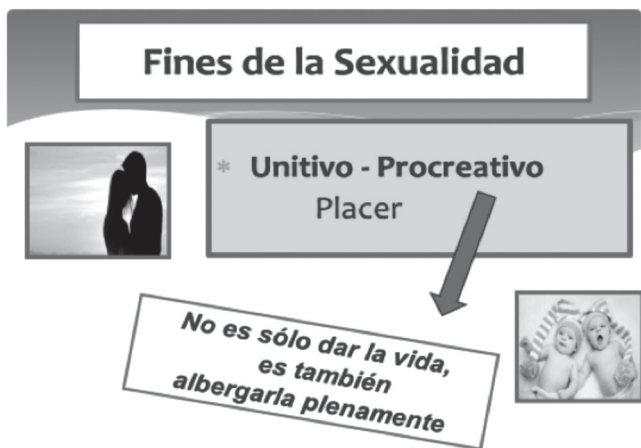 Fines de la Sexualidad
* Unitivo - Procreativo
Placer
No es sólo dar la vida,
es también
albergarla plenamente